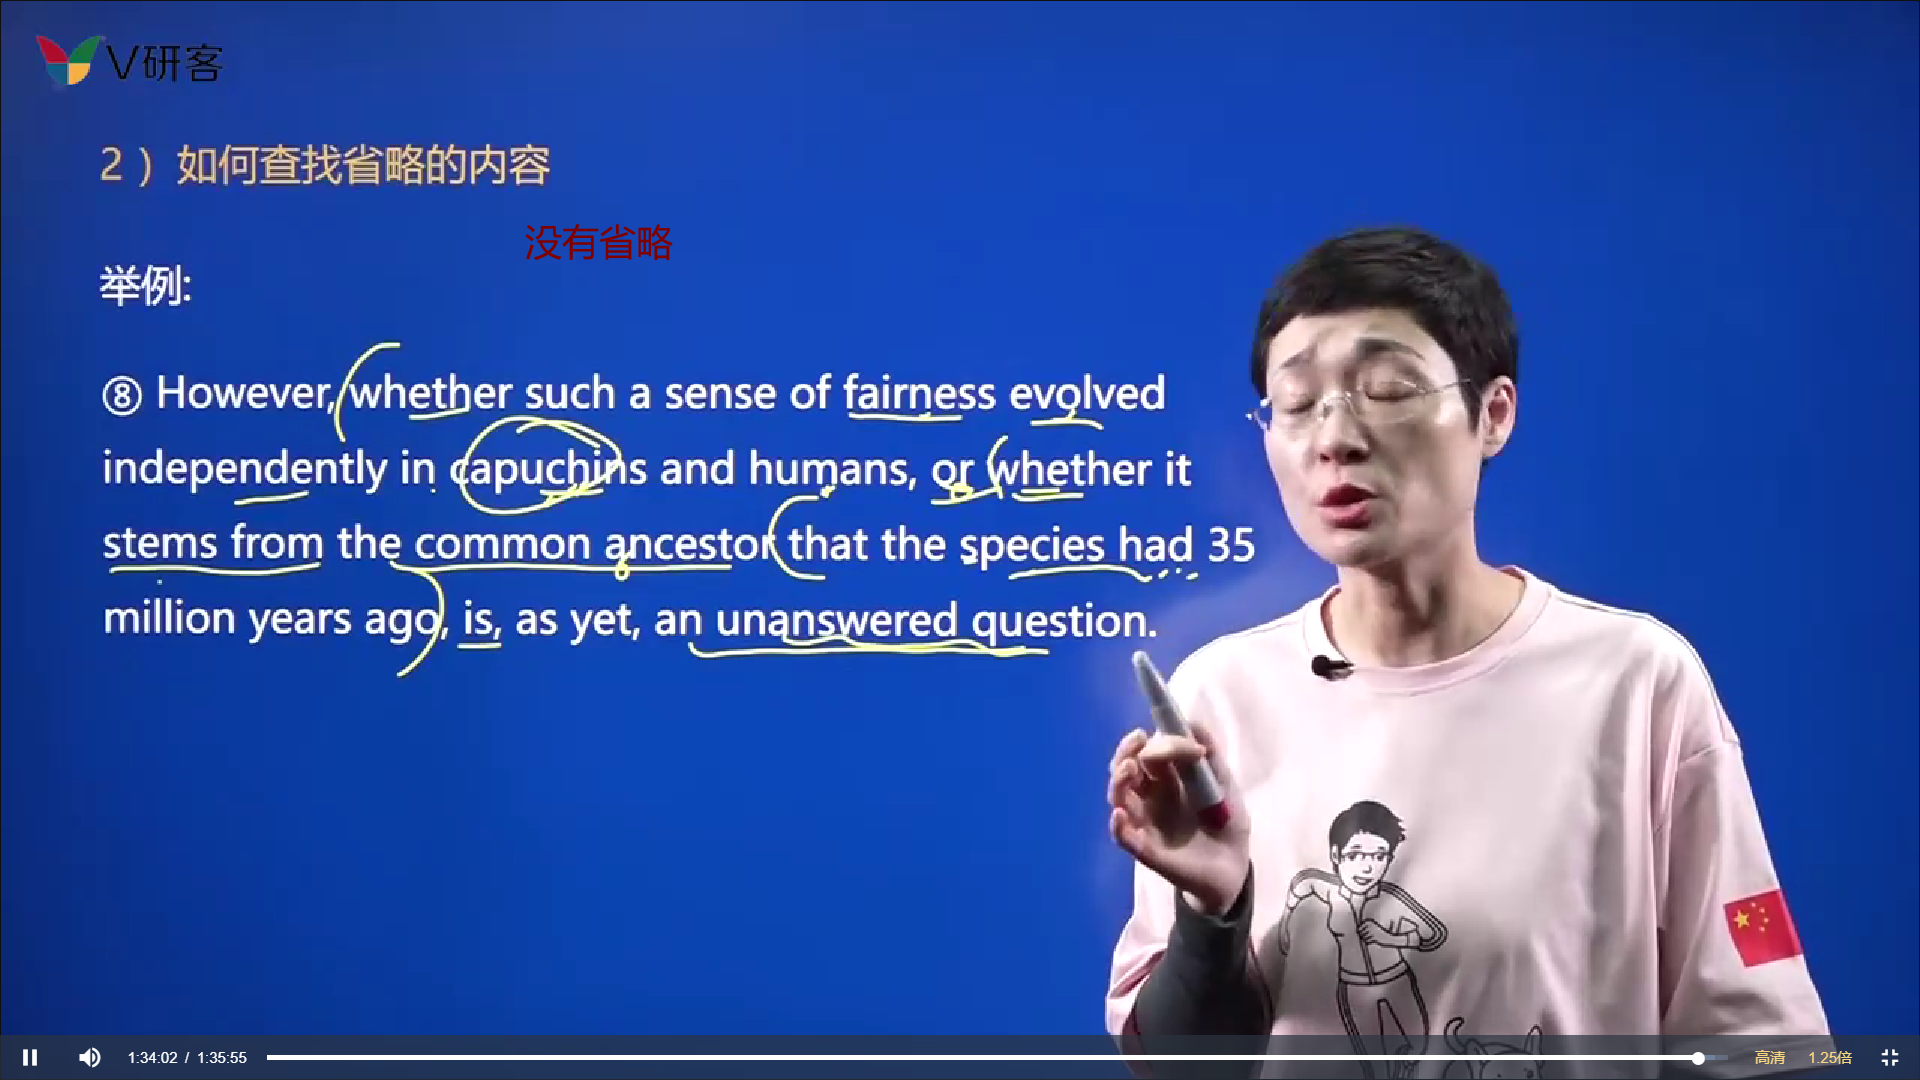 V研客
2）如何查找省略的内容
没有省略
举例:
⑧ However, whether such a sense of fairness evolved
independently in capuchins and humans, or whether it
stems from the common ancestor that the species had 35
million years ago, is, as yet, an unanswered question.
1:34:02 / 1:35:55
高清
1.25倍